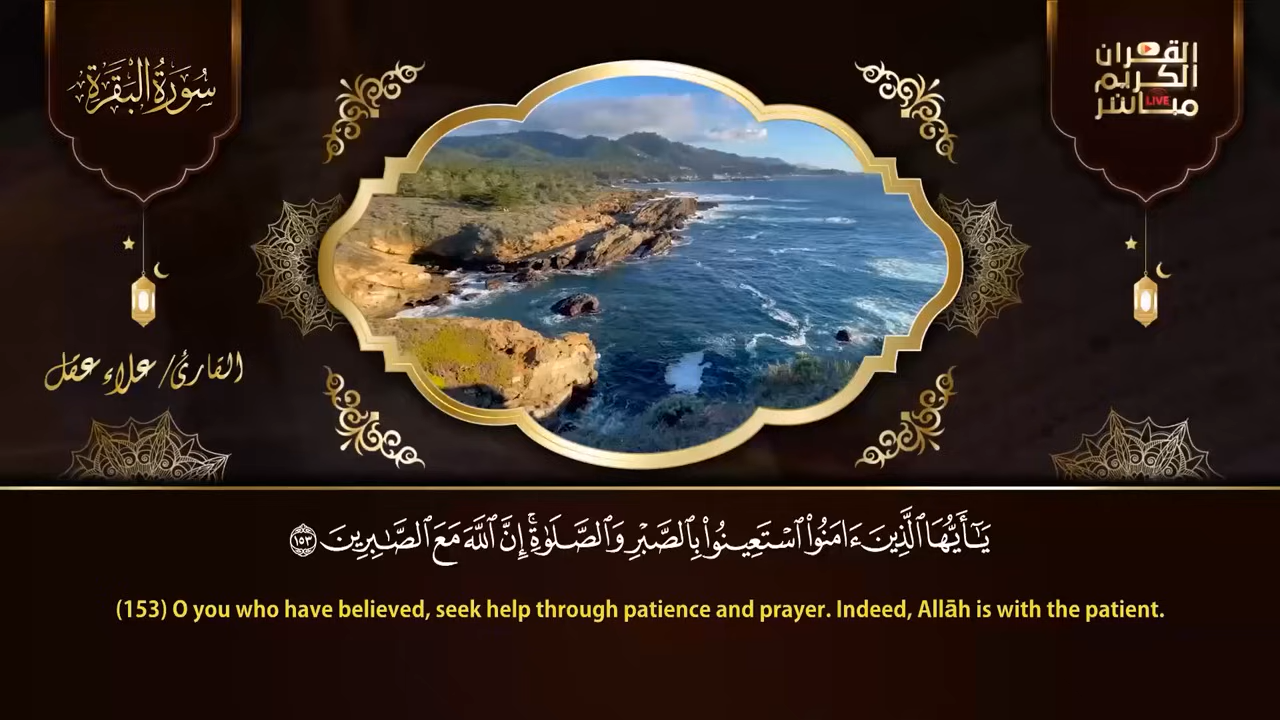 سُورَةُ البَقَرَةِ
القرآن
الكريم
مباشر
LIVE
القارئ/ علاء عقل
يَـٰٓأَيُّهَا ٱلَّذِينَ ءَامَنُوا۟ ٱسْتَعِينُوا۟ بِٱلصَّبْرِ وَٱلصَّلَوٰةِ ۚ إِنَّ ٱللَّهَ مَعَ ٱلصَّـٰبِرِينَ ١٥٣
(153) O you who have believed, seek help through patience and prayer. Indeed, Allāh is with the patient.